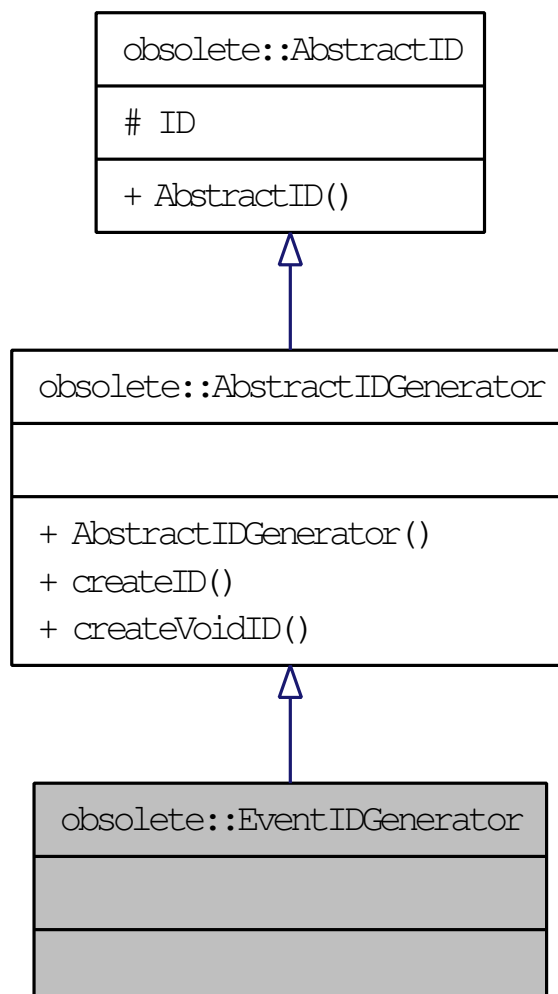 obsolete::AbstractID
# ID
+ AbstractID()
obsolete::AbstractIDGenerator
+ AbstractIDGenerator()
+ createID()
+ createVoidID()
obsolete::EventIDGenerator